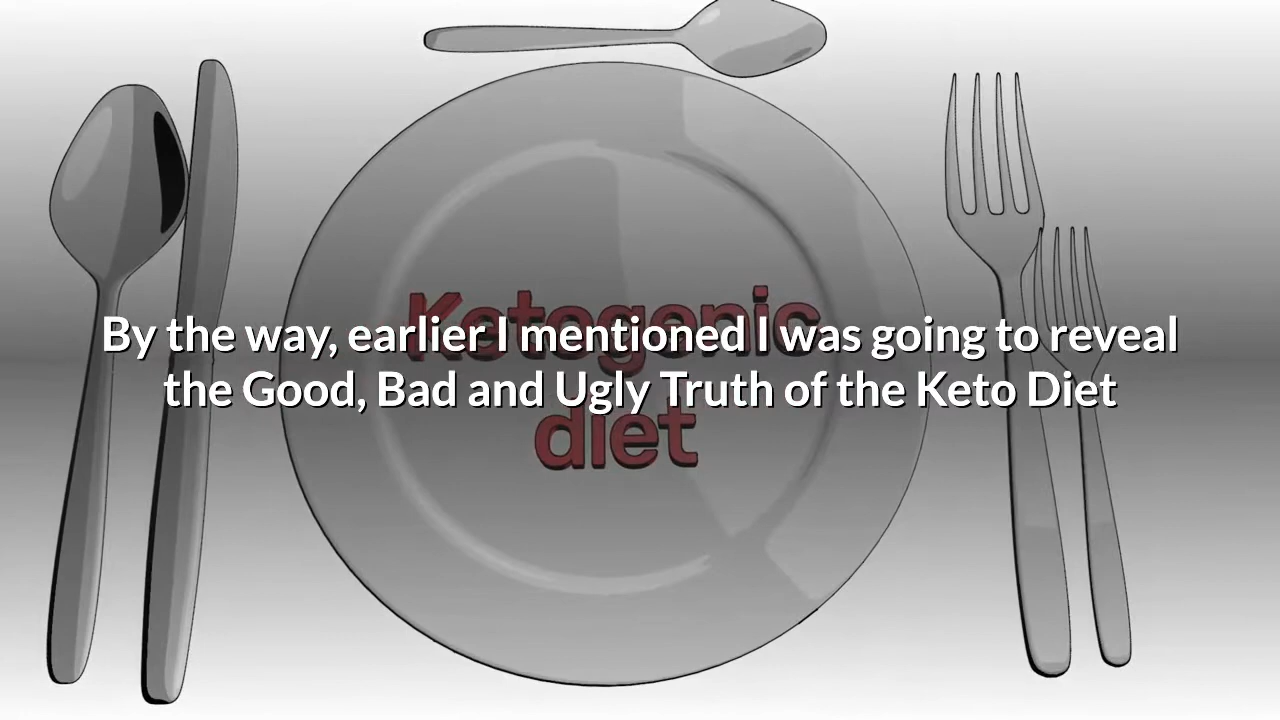 Ketogenic
By the way, earlier I mentioned I was going to reveal
the Good, Bad and Ugly Truth of the Keto Diet
diet